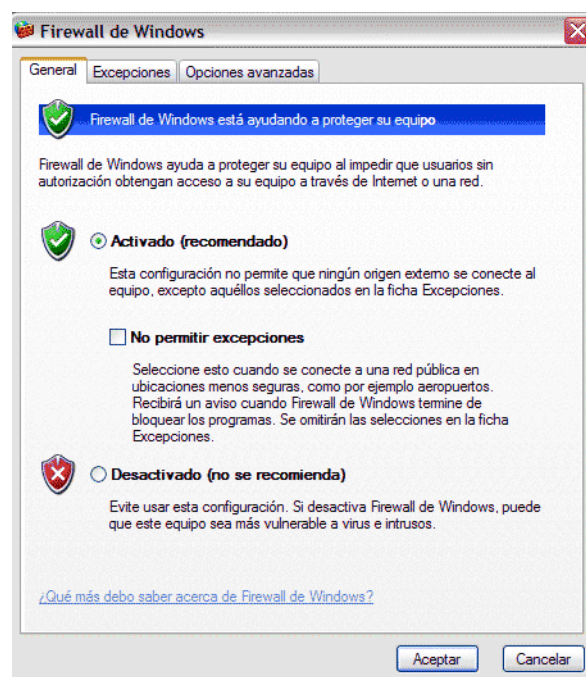 Firewall de Windows
General Excepciones Opciones avanzadas
Firewall de Windows está ayudando a proteger su equipo
Firewall de Windows ayuda a proteger su equipo al impedir que usuarios sin
autorización obtengan acceso a su equipo a través de Internet o una red.
Activado (recomendado)
Esta configuración no permite que ningún origen externo se conecte al
equipo, excepto aquéllos seleccionados en la ficha Excepciones.
No permitir excepciones
Seleccione esto cuando se conecte a una red pública en
ubicaciones menos seguras, como por ejemplo aeropuertos.
Recibirá un aviso cuando Firewall de Windows termine de
bloquear los programas. Se omitirán las selecciones en la ficha
Excepciones.
Desactivado (no se recomienda)
Evite usar esta configuración. Si desactiva Firewall de Windows, puede
que este equipo sea más vulnerable a virus e intrusos.
¿Qué más debo saber acerca de Firewall de Windows?
Aceptar Cancelar